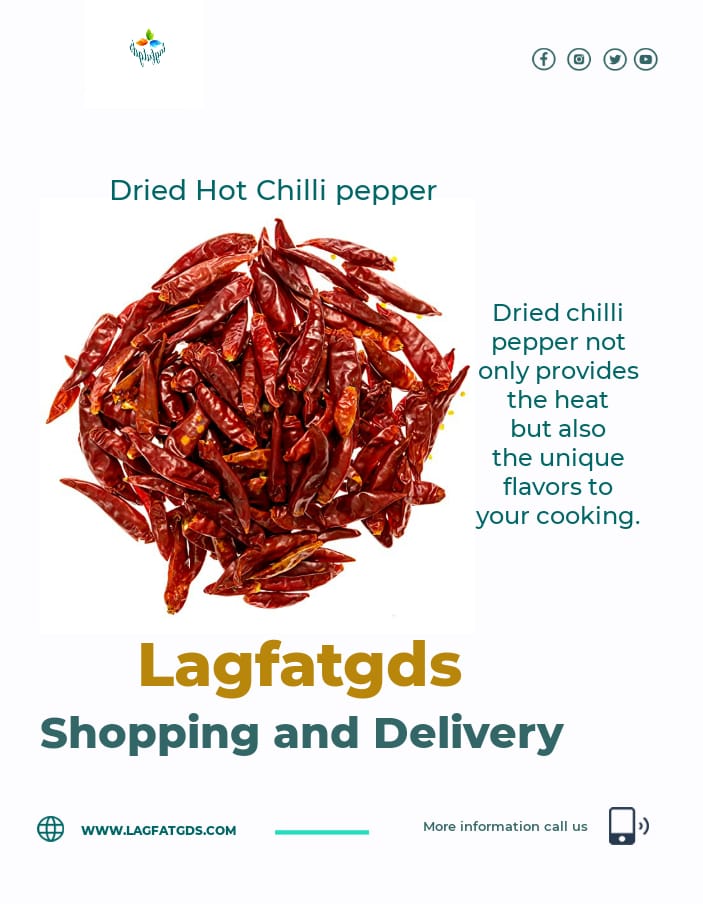 Dried Hot Chilli pepper
Dried chilli
pepper not
only provides
the heat
but also
the unique
flavors to
your cooking.
Lagfatgds
Shopping and Delivery
WWW.LAGFATGDS.COM
More information call us